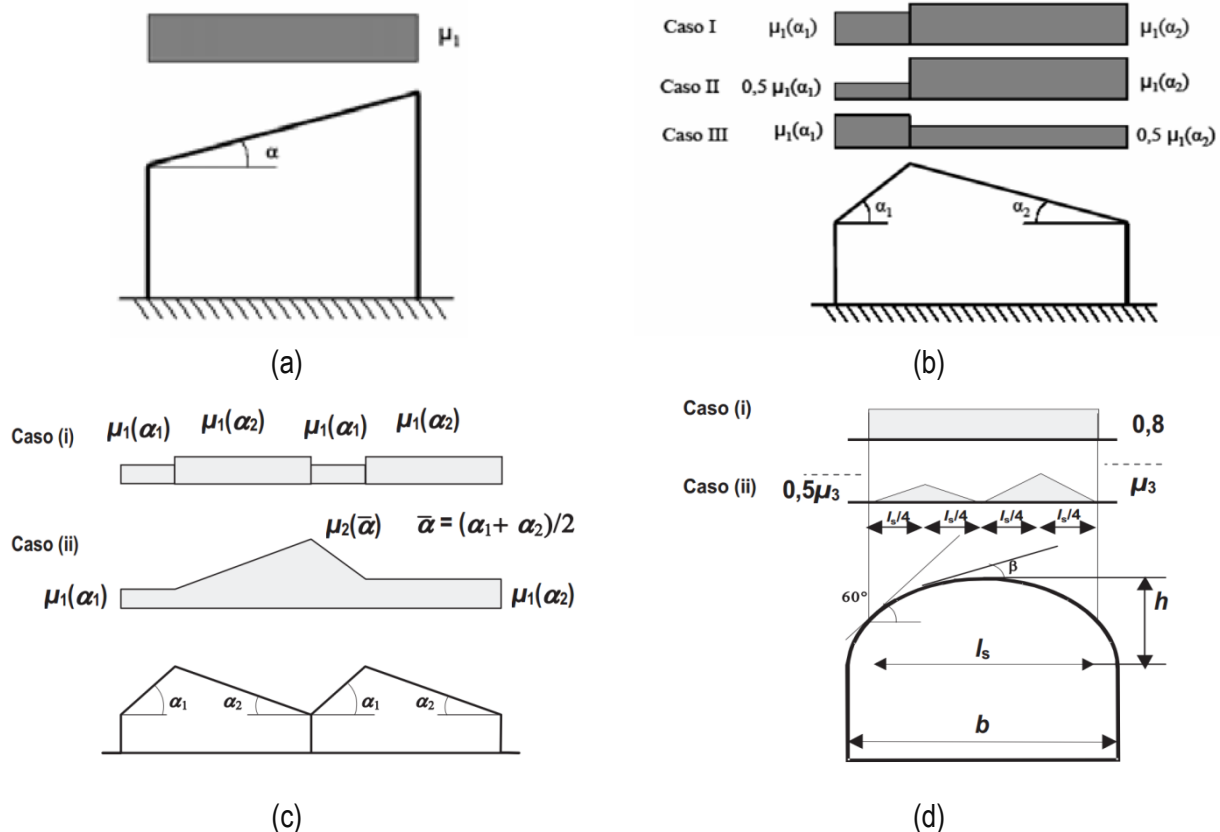 μ₁
α
(a)
Caso I μ₁(α₁) μ₁(α₂)
Caso II 0,5 μ₁(α₁) μ₁(α₂)
Caso III μ₁(α₁) 0,5 μ₁(α₂)
α₁ α₂
(b)
Caso (i) μ₁(α₁) μ₁(α₂) μ₁(α₁) μ₁(α₂)
Caso (ii) μ₂(ᾱ) ᾱ = (α₁+ α₂)/2
μ₁(α₁) μ₁(α₂)
α₁ α₂ α₁ α₂
(c)
Caso (i) 0,8
Caso (ii) 0,5μ₃ μ₃
lₛ/4 lₛ/4 lₛ/4 lₛ/4
β
60° h
lₛ
b
(d)